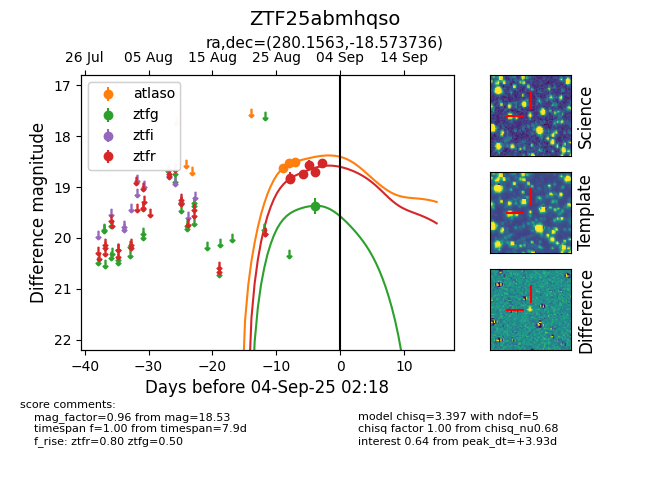 ZTF25abmhqso
ra,dec=(280.1563,-18.573736)
26 Jul 05 Aug 15 Aug 25 Aug 04 Sep 14 Sep
17
18
19
20
21
22
Difference magnitude
atlaso
ztfg
ztfi
ztfr
−40 −30 −20 −10 0 10
Days before 04-Sep-25 02:18
Science
Template
Difference
score comments:
mag_factor=0.96 from mag=18.53
timespan f=1.00 from timespan=7.9d
f_rise: ztfr=0.80 ztfg=0.50
model chisq=3.397 with ndof=5
chisq factor 1.00 from chisq_nu0.68
interest 0.64 from peak_dt=+3.93d